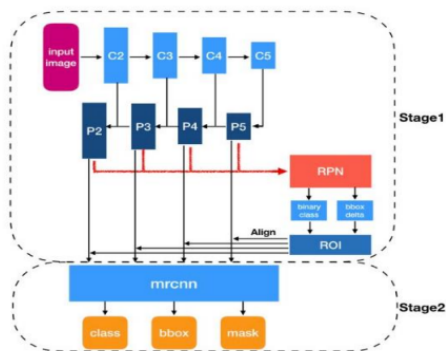 input
image
C2
C3
C4
C5
P2
P3
P4
P5
Stage1
RPN
binary
class
bbox
delta
Align
ROI
mrcnn
Stage2
class
bbox
mask